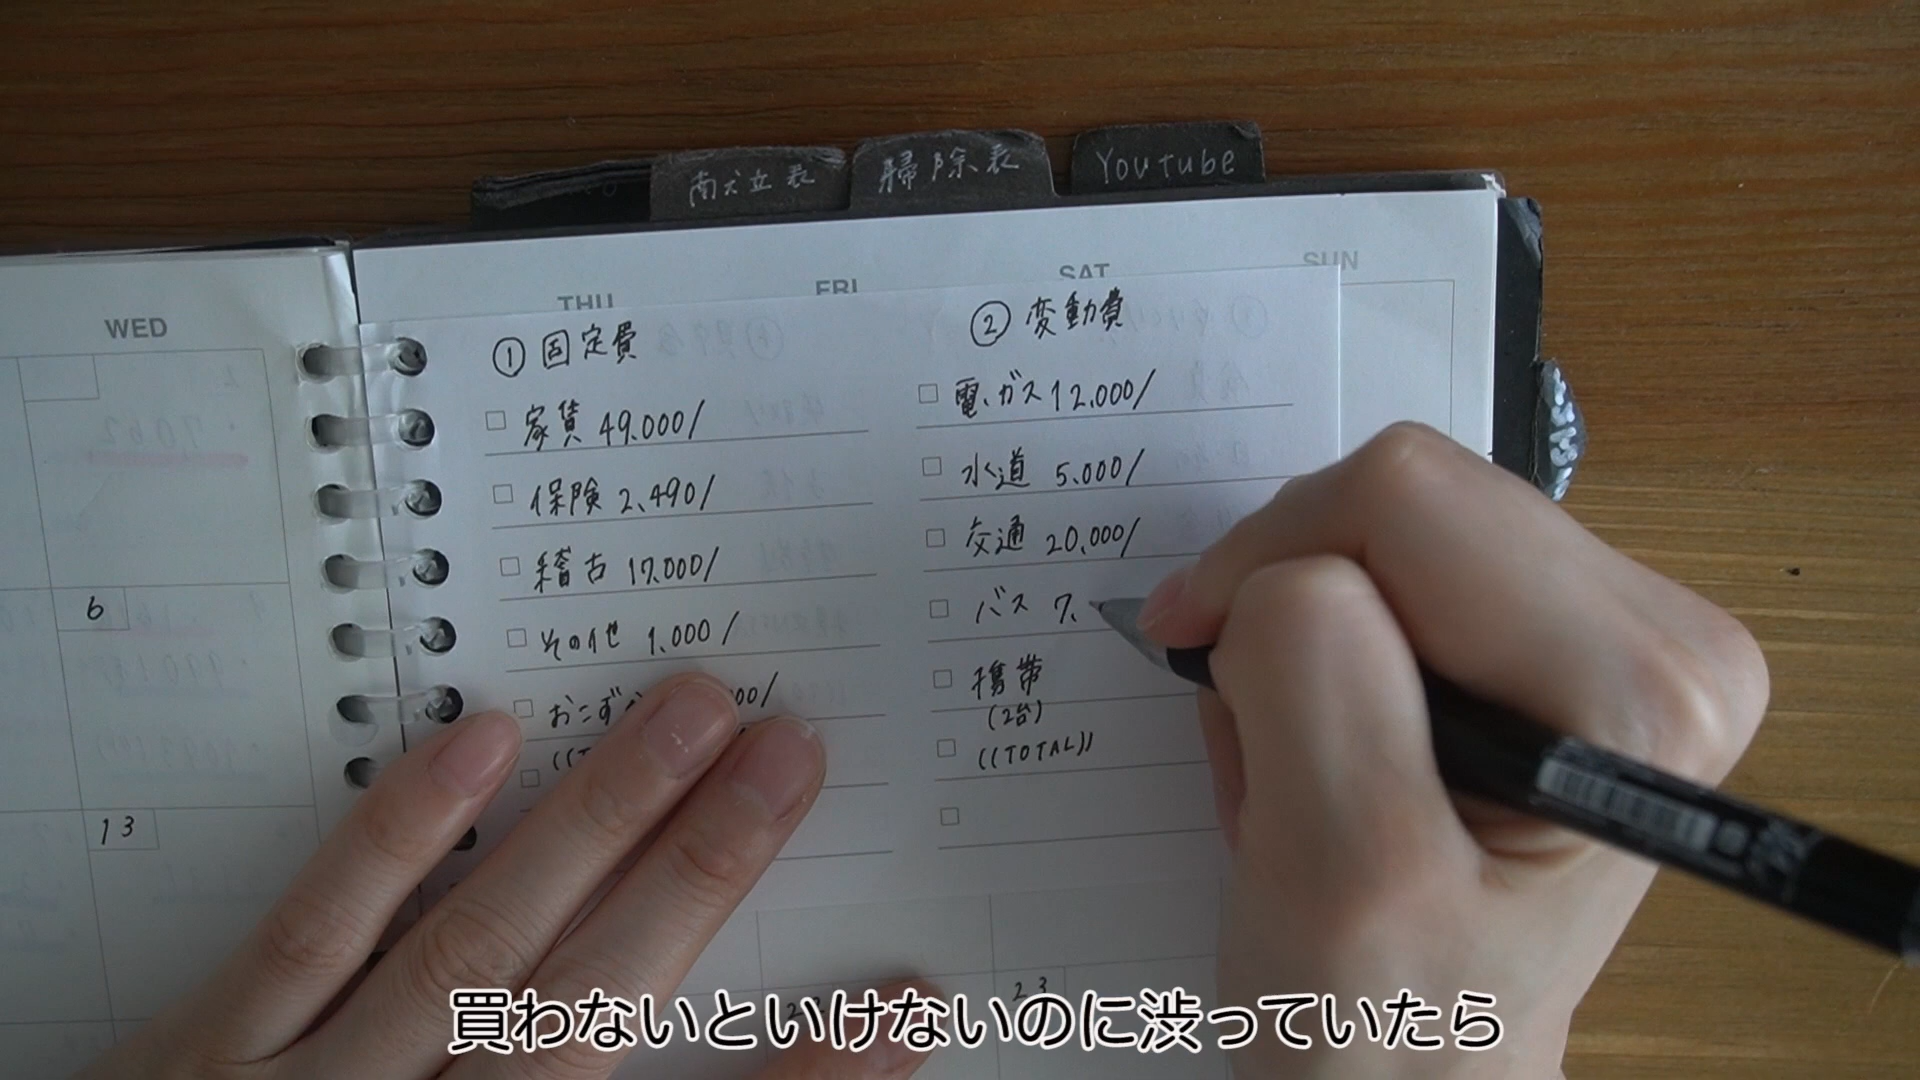 掃除表
Youtube
WED
THU
FRI
SAT
SUN
6
13
23
① 固定費
家賃 49.000/
保険 2.490/
稽古 17.000/
その他 1.000/
おこずか 00/
② 変動費
電、ガス 12.000/
水道 5.000/
交通 20.000/
バス 7.
携帯
(2台)
((TOTAL))
買わないといけないのに渋っていたら